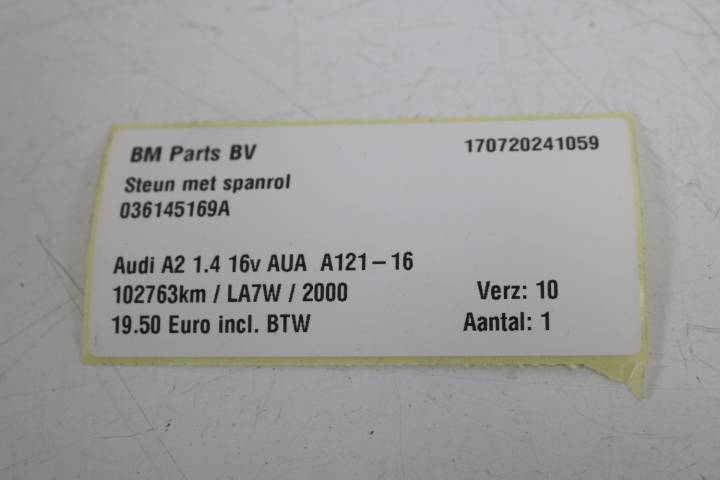 BM Parts BV 170720241059
Steun met spanrol
036145169A
Audi A2 1.4 16v AUA A121-16
102763km / LA7W / 2000 Verz: 10
19.50 Euro incl. BTW Aantal: 1